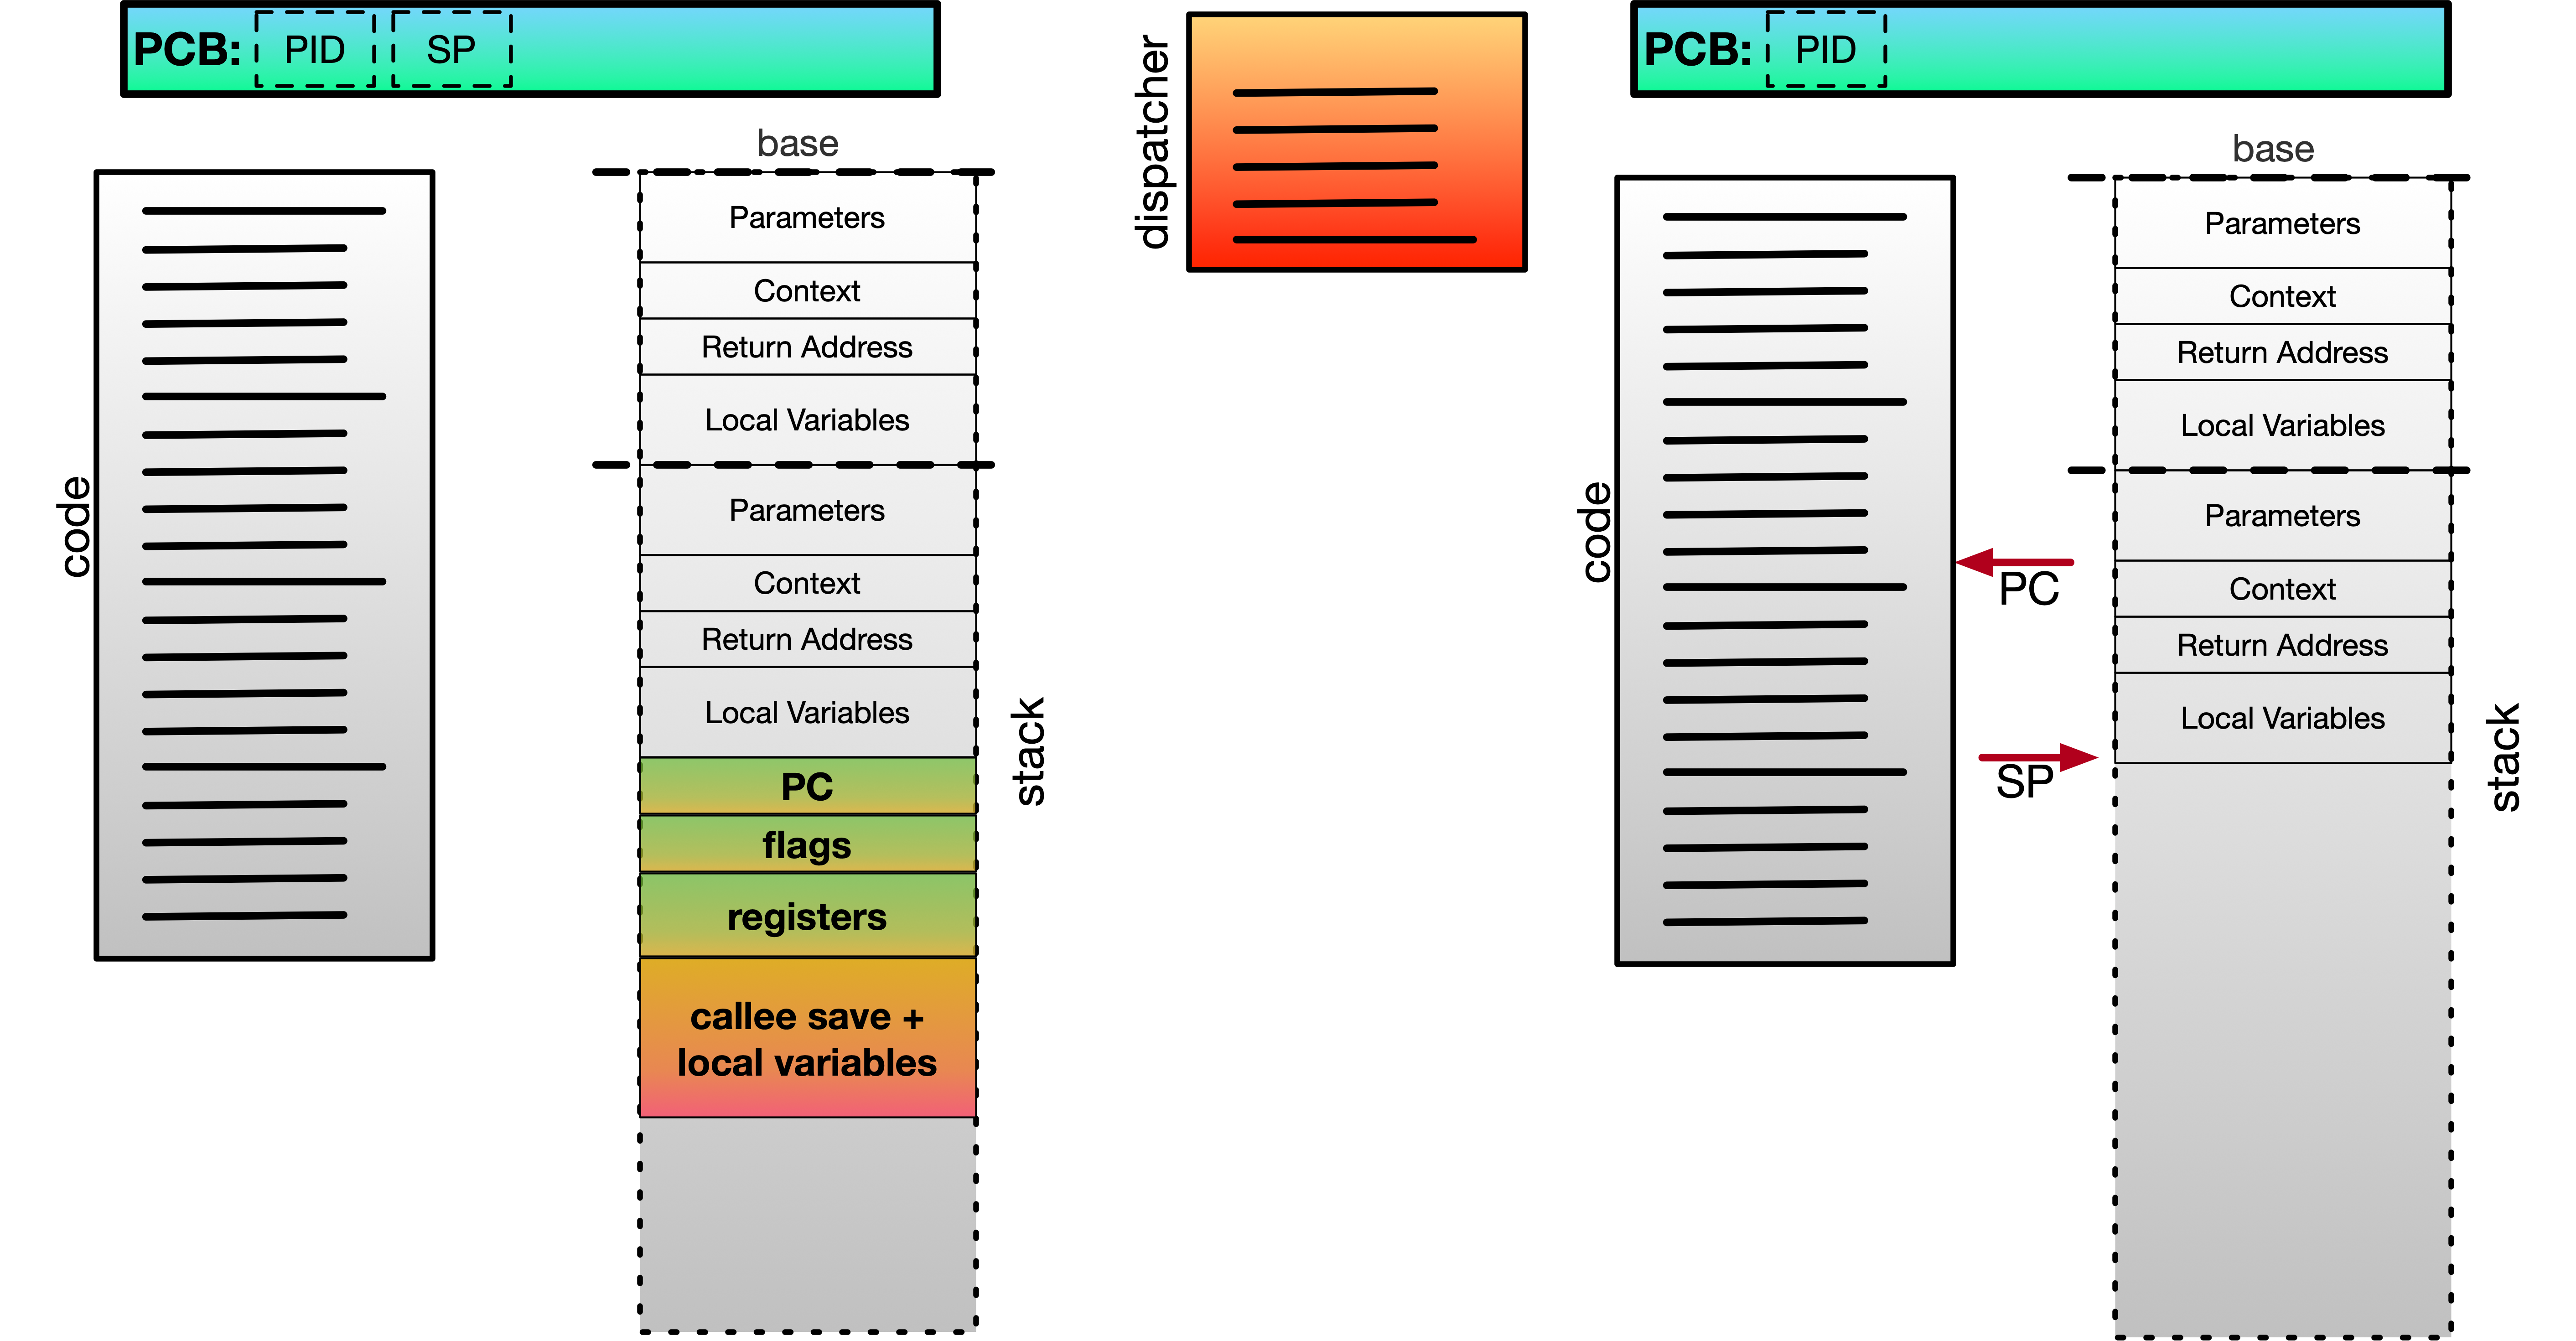 PCB: PID SP
code
base
Parameters
Context
Return Address
Local Variables
Parameters
Context
Return Address
Local Variables
PC
flags
registers
callee save +
local variables
stack
dispatcher
PCB: PID
code
PC
SP
base
Parameters
Context
Return Address
Local Variables
Parameters
Context
Return Address
Local Variables
stack